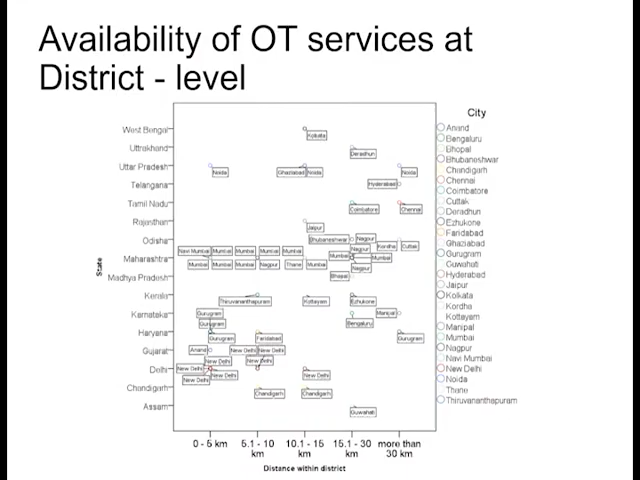 Availability of OT services at
District - level
City
West Bengal
Uttrakhand
Uttar Pradesh
Telangana
Tamil Nadu
Rajasthan
Odisha
Maharashtra
Madhya Pradesh
Kerala
Karnataka
Haryana
Gujarat
Delhi
Chandigarh
Assam
State
Kolkata
Deradhun
Noida
Ghaziabad
Noida
Noida
Hyderabad
Coimbatore
Chennai
Jaipur
Bhubaneshwar
Nagpur
Kordha
Cuttak
Nagpur
Navi Mumbai
Mumbai
Mumbai
Mumbai
Mumbai
Mumbai
Mumbai
Mumbai
Mumbai
Mumbai
Nagpur
Thane
Mumbai
Nagpur
Bhopal
Thiruvananthapuram
Kottayam
Ezhukone
Gurugram
Manipal
Gurugram
Bengaluru
Gurugram
Faridabad
Gurugram
Anand
New Delhi
New Delhi
New Delhi
New Delhi
New Delhi
New Delhi
New Delhi
New Delhi
Chandigarh
Chandigarh
Guwahati
Anand
Bengaluru
Bhopal
Bhubaneshwar
Chandigarh
Chennai
Coimbatore
Cuttak
Deradhun
Ezhukone
Faridabad
Ghaziabad
Gurugram
Guwahati
Hyderabad
Jaipur
Kolkata
Kordha
Kottayam
Manipal
Mumbai
Nagpur
Navi Mumbai
New Delhi
Noida
Thane
Thiruvananthapuram
0 - 5 km
5.1 - 10
km
10.1 - 15
km
15.1 - 30
km
more than
30 km
Distance within district